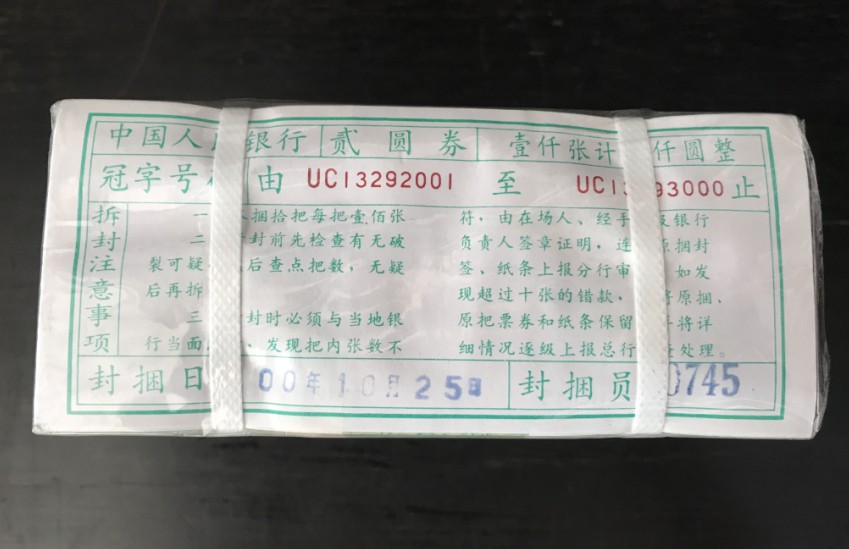 中国人民银行 贰圆券 壹仟张计 仟圆整
冠字号 由 UC13292001 至 UC13 93000 止
拆封注意事项
一 捆拾把每把壹佰张
二 封前先检查有无破
裂可疑 后查点把数，无疑
后再拆
三 封时必须与当地银
行当面 ，发现把内张数不
符，由在场人、经手 及银行
负责人签章证明，连 原捆封
签、纸条上报分行审 如发
现超过十张的错款， 将原捆、
原把票券和纸条保留 并将详
细情况逐级上报总行 查处理。
封捆日 00年10月25日 封捆员 0745